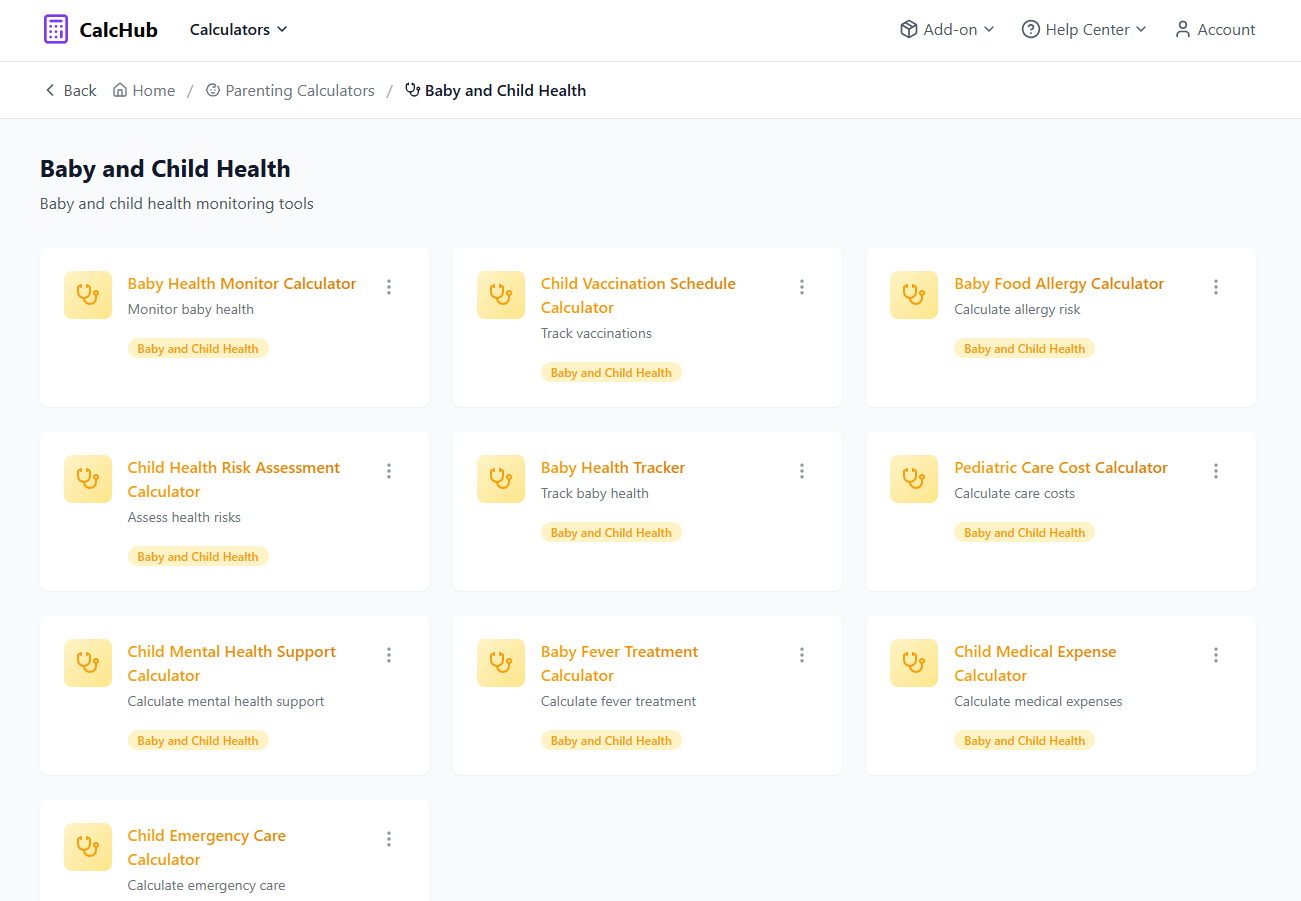 CalcHub
Calculators
Add-on
Help Center
Account
Back
Home
/
Parenting Calculators
/
Baby and Child Health
Baby and Child Health
Baby and child health monitoring tools
Baby Health Monitor Calculator
Monitor baby health
Baby and Child Health
Child Vaccination Schedule
Calculator
Track vaccinations
Baby and Child Health
Baby Food Allergy Calculator
Calculate allergy risk
Baby and Child Health
Child Health Risk Assessment
Calculator
Assess health risks
Baby and Child Health
Baby Health Tracker
Track baby health
Baby and Child Health
Pediatric Care Cost Calculator
Calculate care costs
Baby and Child Health
Child Mental Health Support
Calculator
Calculate mental health support
Baby and Child Health
Baby Fever Treatment
Calculator
Calculate fever treatment
Baby and Child Health
Child Medical Expense
Calculator
Calculate medical expenses
Baby and Child Health
Child Emergency Care
Calculator
Calculate emergency care